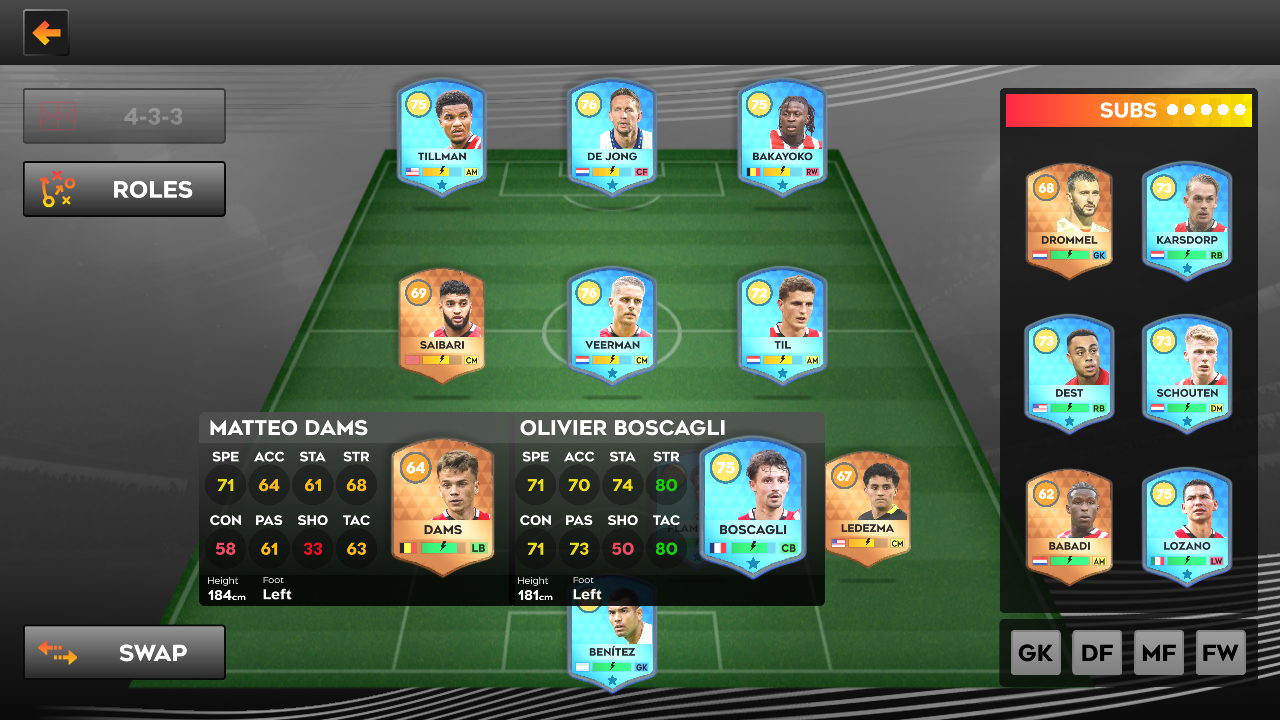 4-3-3
ROLES
75
TILLMAN
AM
76
DE JONG
CF
75
BAKAYOKO
RW
69
SAIBARI
CM
76
VEERMAN
CM
72
TIL
AM
MATTEO DAMS
SPE ACC STA STR
71 64 61 68
CON PAS SHO TAC
58 61 33 63
Height Foot
184cm Left
64
DAMS
LB
OLIVIER BOSCAGLI
SPE ACC STA STR
71 70 74 80
CON PAS SHO TAC
71 73 50 80
Height Foot
181cm Left
75
BOSCAGLI
CB
67
LEDEZMA
CM
BENÍTEZ
GK
SWAP
SUBS
68
DROMMEL
GK
73
KARSDORP
RB
73
DEST
RB
73
SCHOUTEN
DM
62
BABADI
AM
75
LOZANO
LW
GK DF MF FW